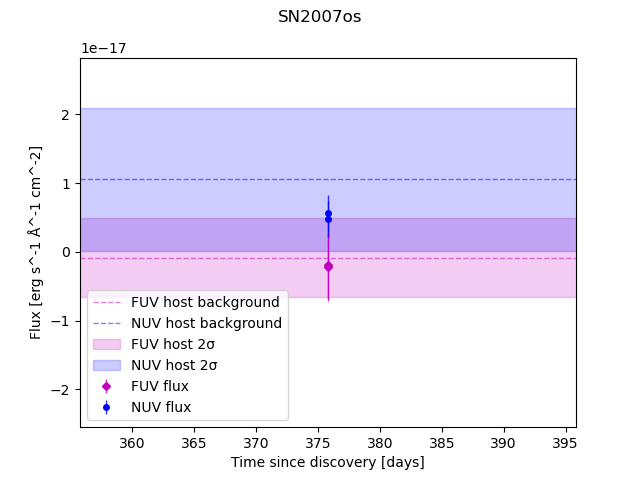 SN2007os
1e−17
Flux [erg s^-1 Å^-1 cm^-2]
2
1
0
−1
−2
FUV host background
NUV host background
FUV host 2σ
NUV host 2σ
FUV flux
NUV flux
360 365 370 375 380 385 390 395
Time since discovery [days]